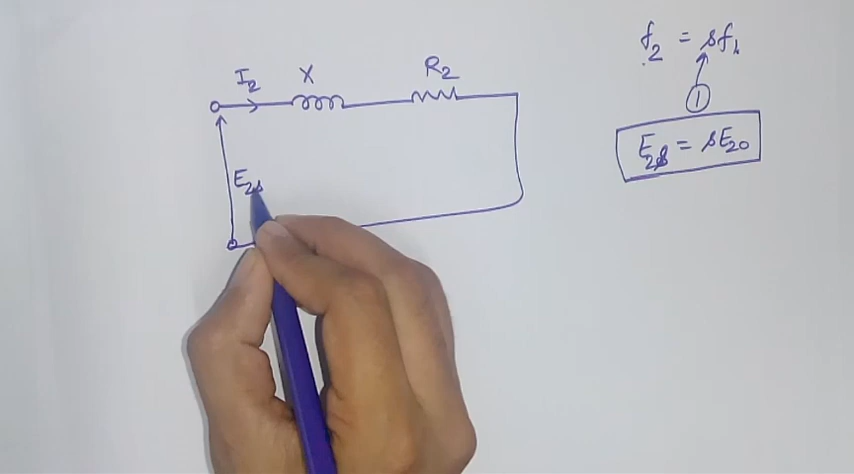 I₂ X R₂
E₂s
f₂ = sf₁
1
E₂s = sE₂₀